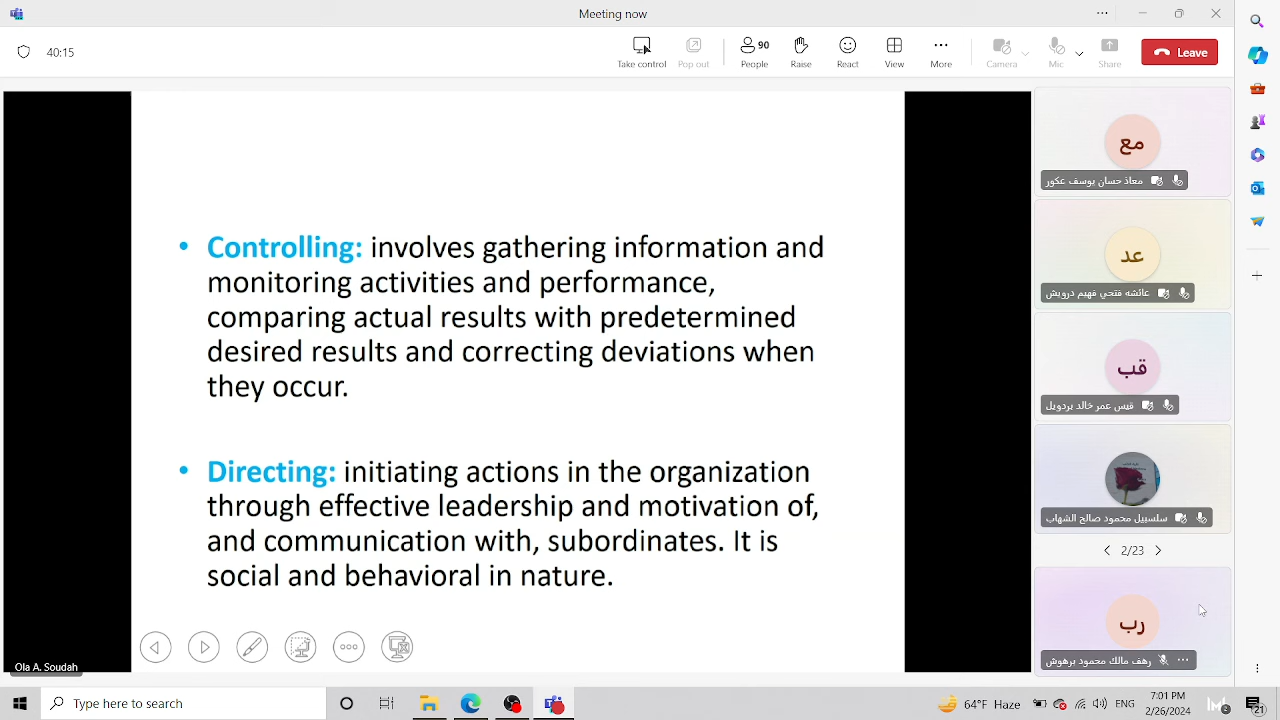 Meeting now
40:15
Take control
Pop out
90
People
Raise
React
View
More
Camera
Mic
Share
Leave
• Controlling: involves gathering information and
monitoring activities and performance,
comparing actual results with predetermined
desired results and correcting deviations when
they occur.
• Directing: initiating actions in the organization
through effective leadership and motivation of,
and communication with, subordinates. It is
social and behavioral in nature.
Ola A. Soudah
مع
معاذ حسان يوسف عكور
عد
عائشه فتحي فهيم درويش
قب
قيس عمر خالد بردويل
سلسبيل محمود صالح الشهاب
2/23
رب
رهف مالك محمود برهوش
Type here to search
64°F Haze
ENG
7:01 PM
2/26/2024
2
21